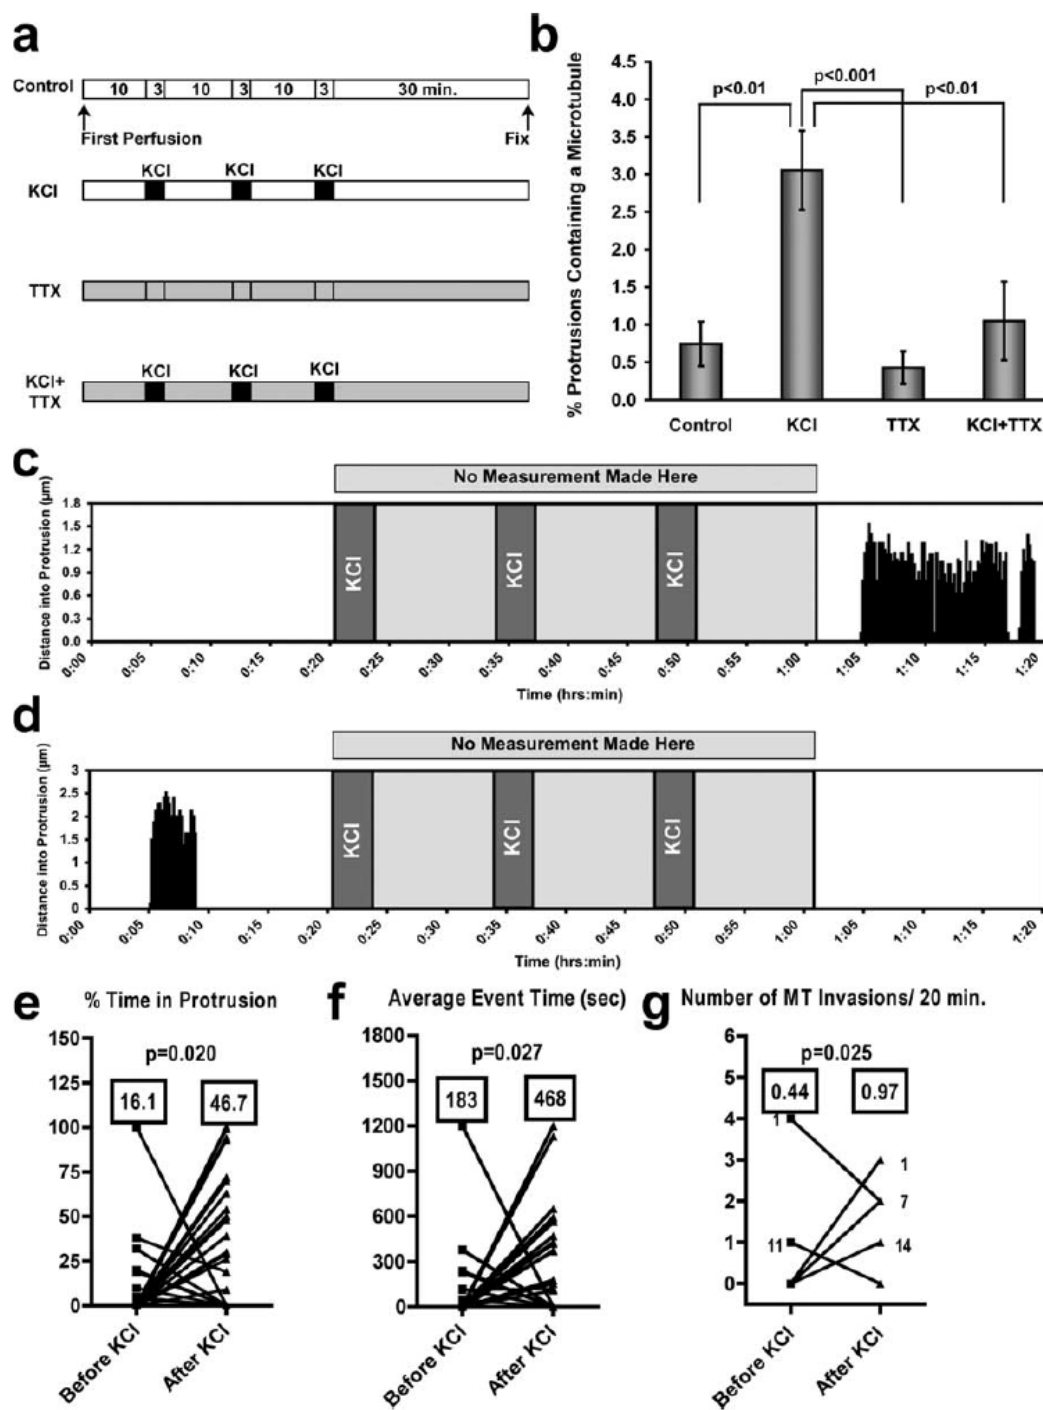 a
Control
10 3 10 3 10 3 30 min.
First Perfusion
Fix
KCl KCl KCl
KCl
TTX
KCl KCl KCl
KCl+
TTX
b
% Protrusions Containing a Microtubule
4.5
4.0
3.5
3.0
2.5
2.0
1.5
1.0
0.5
0.0
p<0.01
p<0.001
p<0.01
Control KCl TTX KCl+TTX
c
No Measurement Made Here
Distance into Protrusion (µm)
1.8
1.5
1.2
0.9
0.6
0.3
0.0
KCl KCl KCl
0:00 0:05 0:10 0:15 0:20 0:25 0:30 0:35 0:40 0:45 0:50 0:55 1:00 1:05 1:10 1:15 1:20
Time (hrs:min)
d
No Measurement Made Here
Distance into Protrusion (µm)
3
2.5
2
1.5
1
0.5
0
KCl KCl KCl
0:00 0:05 0:10 0:15 0:20 0:25 0:30 0:35 0:40 0:45 0:50 0:55 1:00 1:05 1:10 1:15 1:20
Time (hrs:min)
e
% Time in Protrusion
150
125
100
75
50
25
0
p=0.020
16.1 46.7
Before KCl After KCl
f
Average Event Time (sec)
1800
1500
1200
900
600
300
0
p=0.027
183 468
Before KCl After KCl
g
Number of MT Invasions/ 20 min.
6
5
4
3
2
1
0
p=0.025
0.44 0.97
1
11
1
7
14
Before KCl After KCl